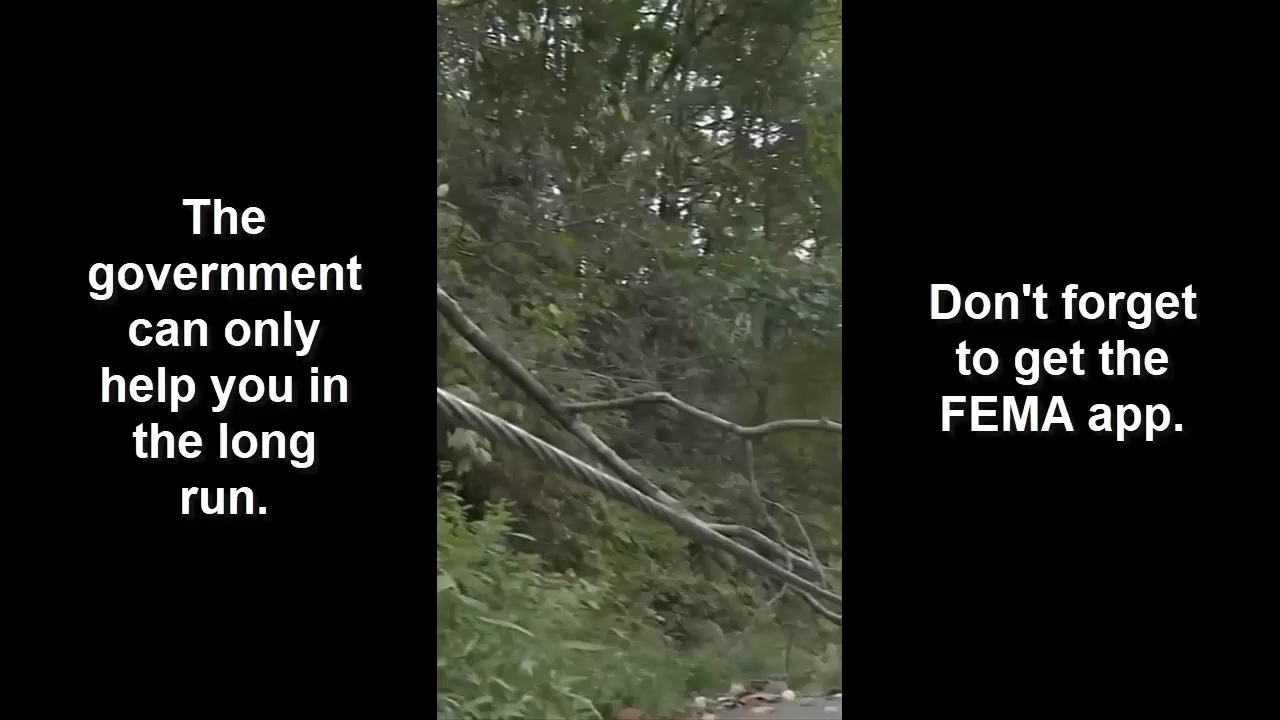 The
government
can only
help you in
the long
run.
Don't forget
to get the
FEMA app.